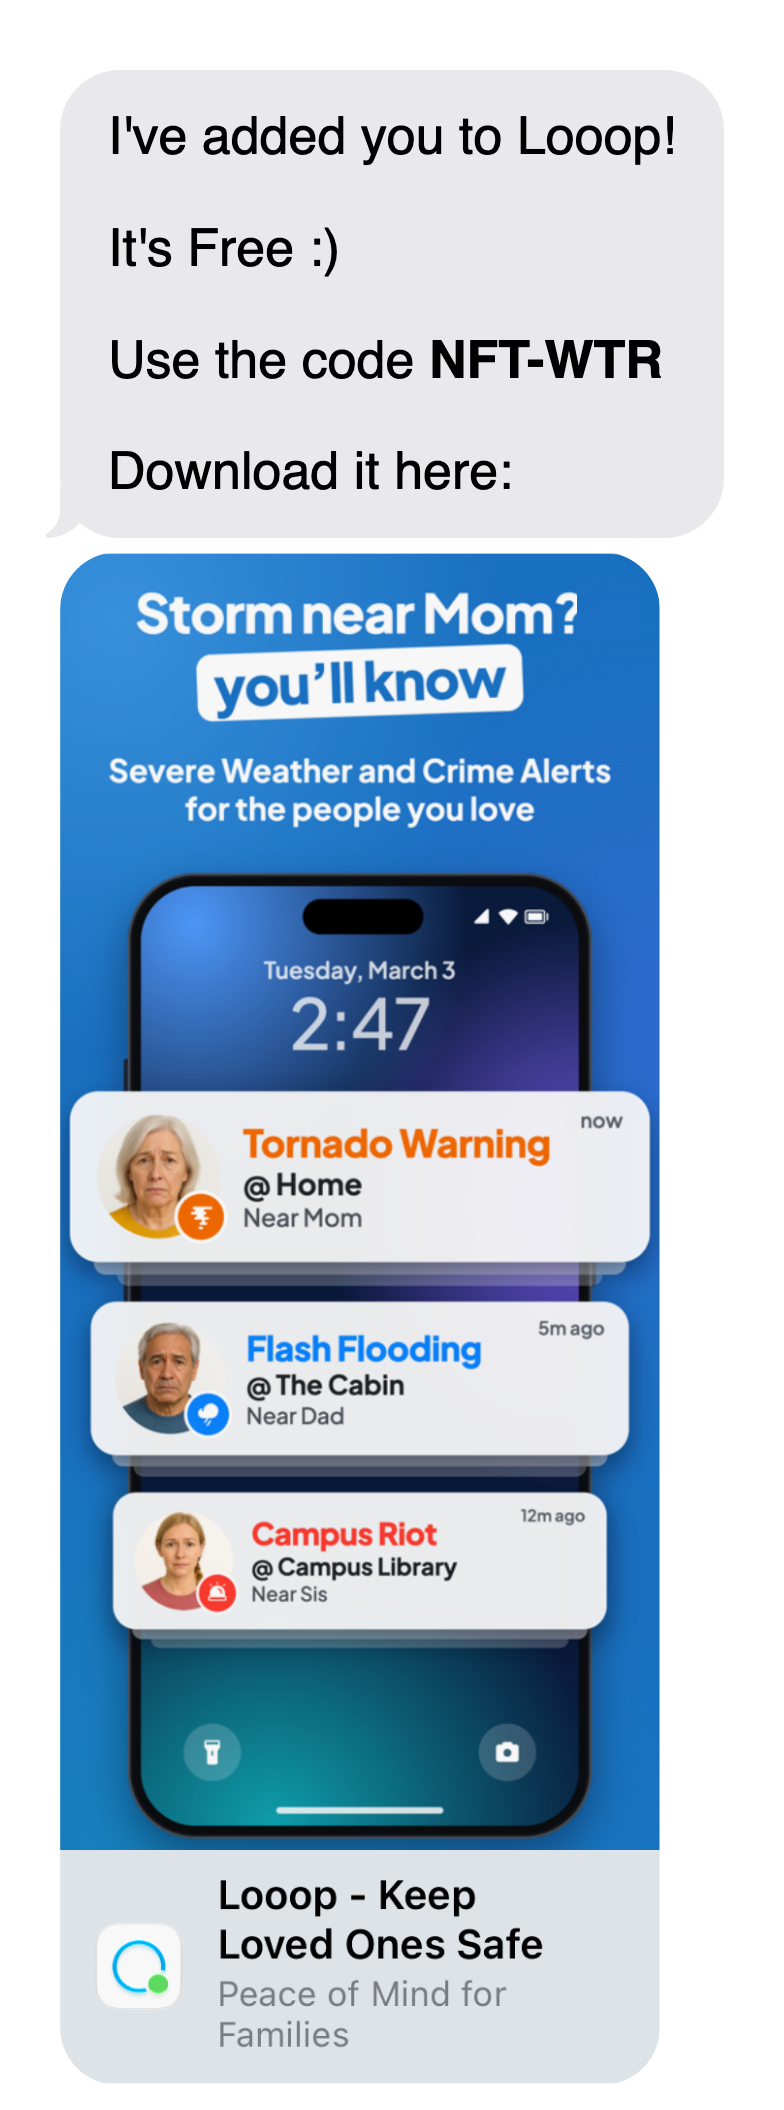 I've added you to Looop!
It's Free :)
Use the code NFT-WTR
Download it here:
Storm near Mom?
you'll know
Severe Weather and Crime Alerts
for the people you love
Tuesday, March 3
2:47
now
Tornado Warning
@ Home
Near Mom
5m ago
Flash Flooding
@ The Cabin
Near Dad
12m ago
Campus Riot
@ Campus Library
Near Sis
Looop - Keep
Loved Ones Safe
Peace of Mind for
Families